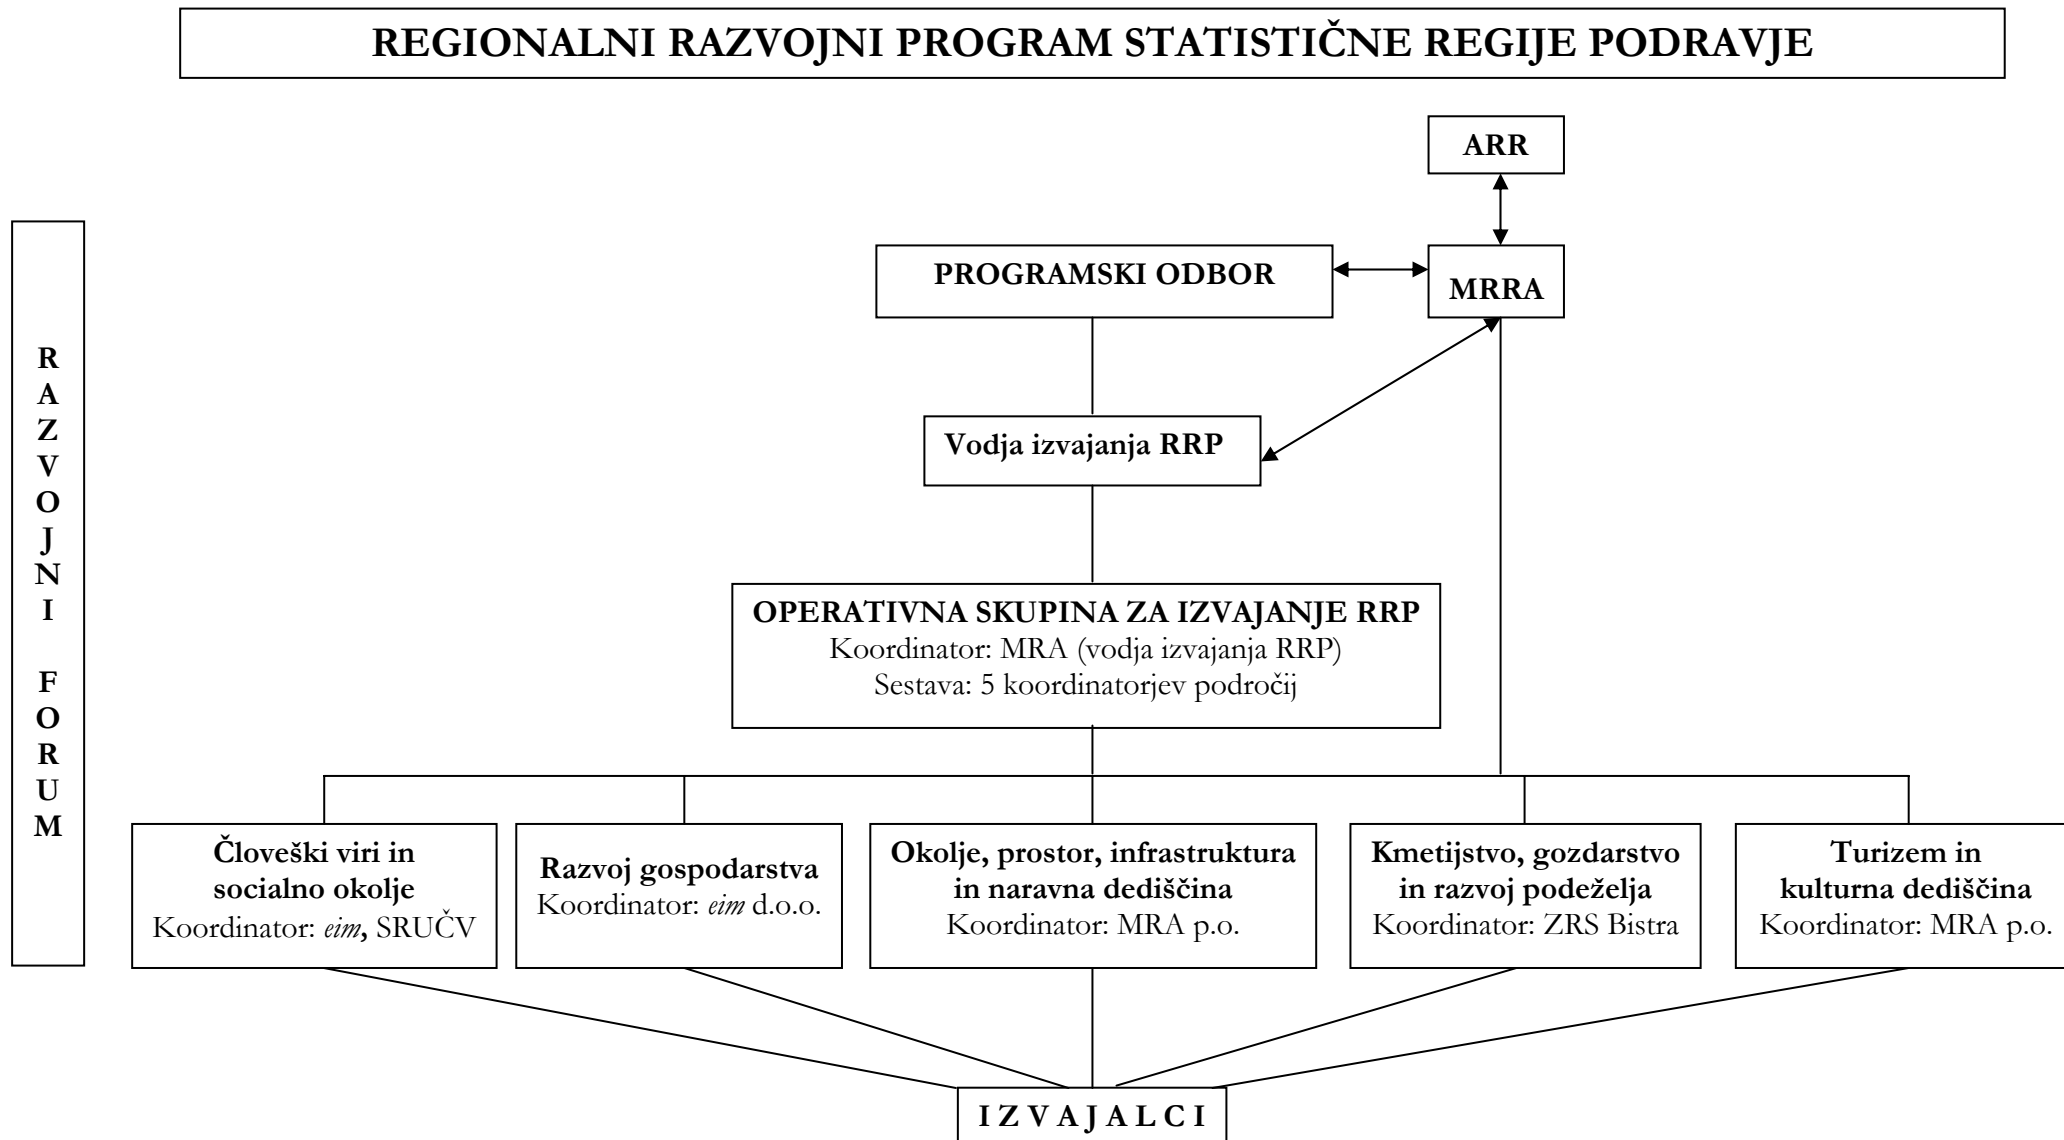 REGIONALNI RAZVOJNI PROGRAM STATISTIČNE REGIJE PODRAVJE
ARR
RAZVOJNI FORUM
PROGRAMSKI ODBOR
MRRA
Vodja izvajanja RRP
OPERATIVNA SKUPINA ZA IZVAJANJE RRP
Koordinator: MRA (vodja izvajanja RRP)
Sestava: 5 koordinatorjev področij
Človeški viri in
socialno okolje
Koordinator: eim, SRUČV
Razvoj gospodarstva
Koordinator: eim d.o.o.
Okolje, prostor, infrastruktura
in naravna dediščina
Koordinator: MRA p.o.
Kmetijstvo, gozdarstvo
in razvoj podeželja
Koordinator: ZRS Bistra
Turizem in
kulturna dediščina
Koordinator: MRA p.o.
I Z V A J A L C I